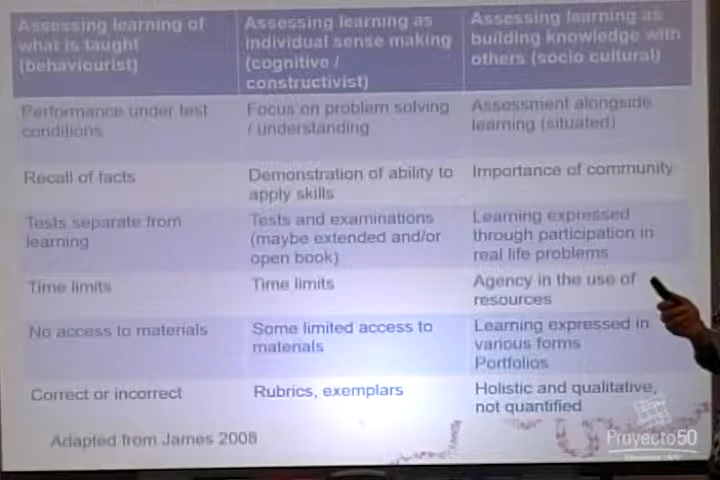 Assessing learning of
what is taught
(behaviourist)
Assessing learning as
individual sense making
(cognitive /
constructivist)
Assessing learning as
building knowledge with
others (socio cultural)
Performance under test
conditions
Focus on problem solving
/ understanding
Assessment alongside
learning (situated)
Recall of facts
Demonstration of ability to
apply skills
Importance of community
Tests separate from
learning
Tests and examinations
(maybe extended and/or
open book)
Learning expressed
through participation in
real life problems
Time limits
Time limits
Agency in the use of
resources
No access to materials
Some limited access to
materials
Learning expressed in
various forms
Portfolios
Correct or incorrect
Rubrics, exemplars
Holistic and qualitative,
not quantified
Adapted from James 2008
Proyecto50